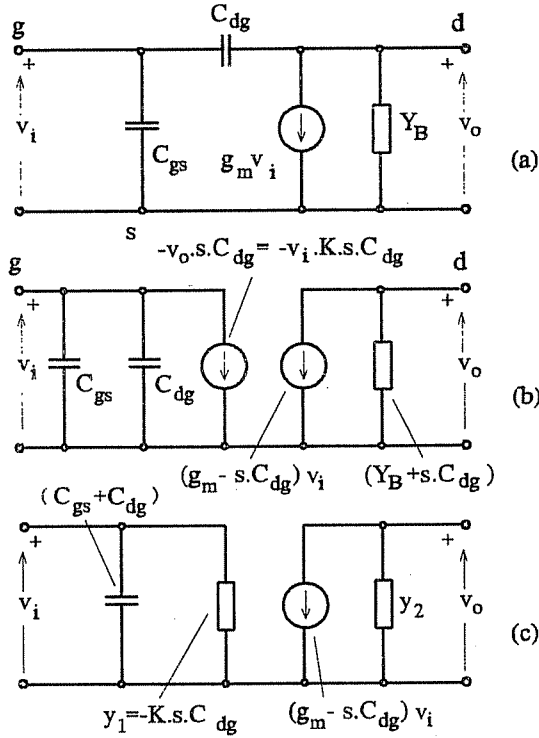 g C_dg d
+ +
v_i C_gs g_m v_i Y_B v_o
(a)
s
-v_o.s.C_dg = -v_i.K.s.C_dg
g d
+ +
v_i C_gs C_dg v_o
(b)
(g_m - s.C_dg) v_i (Y_B+s.C_dg)
(C_gs+C_dg)
+ +
v_i y_2 v_o
(c)
y_1=-K.s.C_dg (g_m - s.C_dg) v_i